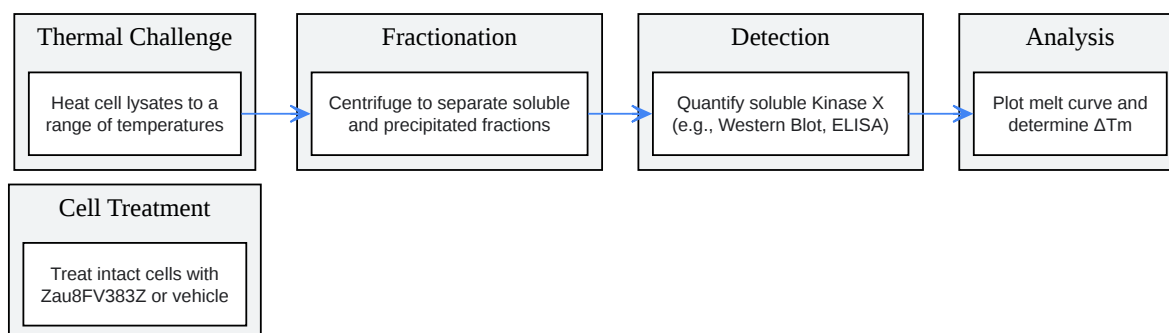 Thermal Challenge
Heat cell lysates to a
range of temperatures
Fractionation
Centrifuge to separate soluble
and precipitated fractions
Detection
Quantify soluble Kinase X
(e.g., Western Blot, ELISA)
Analysis
Plot melt curve and
determine ΔTm
Cell Treatment
Treat intact cells with
Zau8FV383Z or vehicle